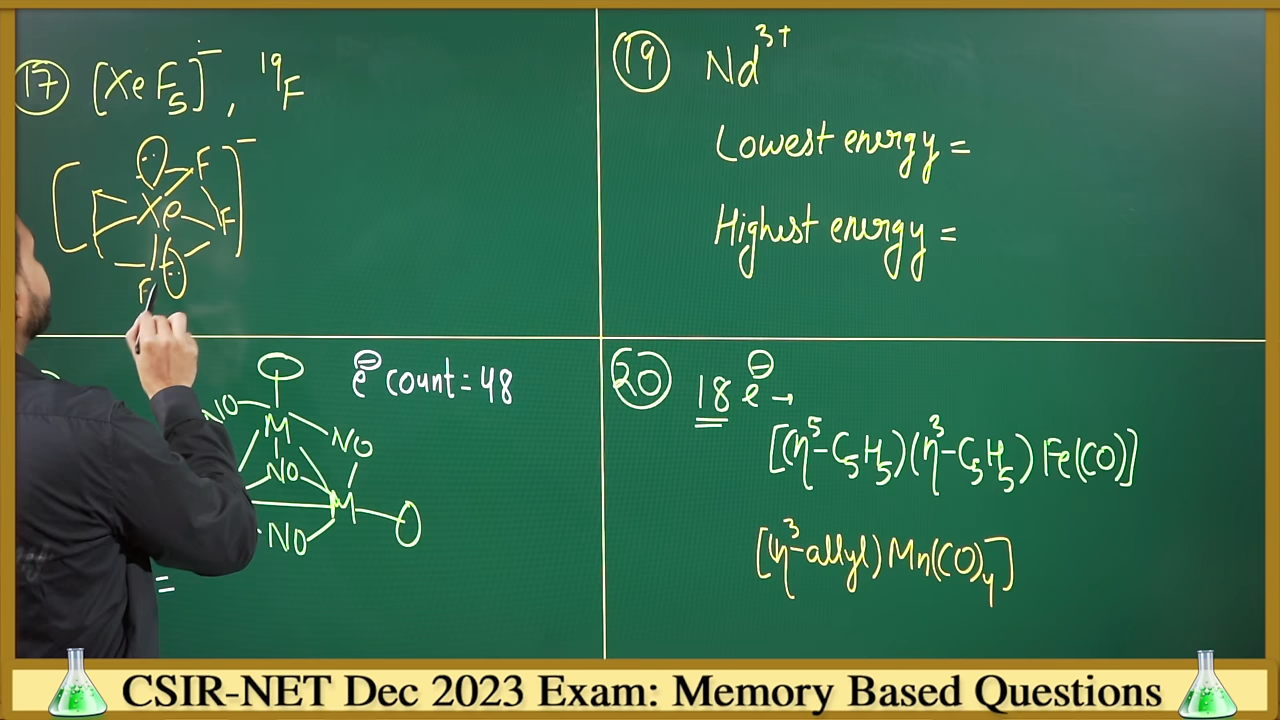 17 [XeF₅]⁻, ¹⁹F
F
Xe
F
F
19 Nd³⁺
Lowest energy =
Highest energy =
e⊖ count = 48
NO
M
NO
NO
M
NO
=
20 18 e⊖ →
[(η⁵-C₅H₅)(η³-C₅H₅)Fe(CO)]
[(η³-allyl)Mn(CO)₄]
CSIR-NET Dec 2023 Exam: Memory Based Questions